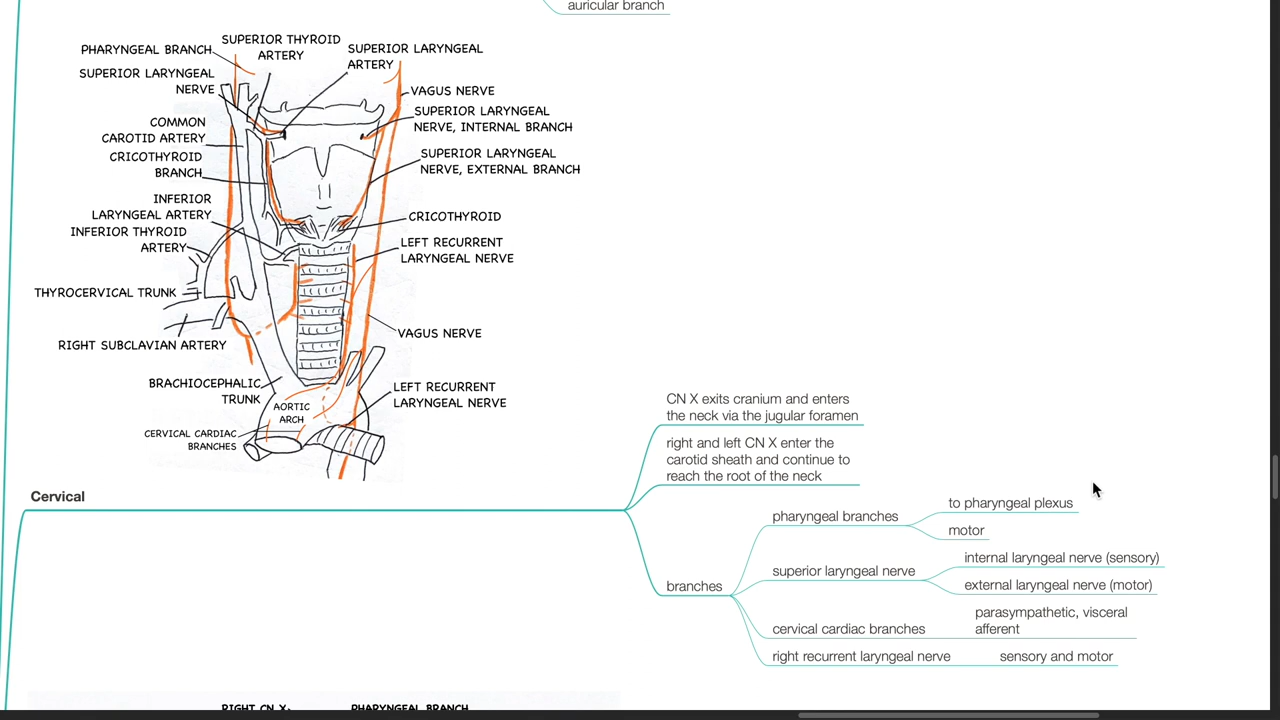 auricular branch
PHARYNGEAL BRANCH
SUPERIOR THYROID
ARTERY
SUPERIOR LARYNGEAL
ARTERY
SUPERIOR LARYNGEAL
NERVE
VAGUS NERVE
SUPERIOR LARYNGEAL
NERVE, INTERNAL BRANCH
COMMON
CAROTID ARTERY
CRICOTHYROID
BRANCH
SUPERIOR LARYNGEAL
NERVE, EXTERNAL BRANCH
INFERIOR
LARYNGEAL ARTERY
CRICOTHYROID
INFERIOR THYROID
ARTERY
LEFT RECURRENT
LARYNGEAL NERVE
THYROCERVICAL TRUNK
VAGUS NERVE
RIGHT SUBCLAVIAN ARTERY
BRACHIOCEPHALIC
TRUNK
LEFT RECURRENT
LARYNGEAL NERVE
AORTIC
ARCH
CERVICAL CARDIAC
BRANCHES
Cervical
CN X exits cranium and enters
the neck via the jugular foramen
right and left CN X enter the
carotid sheath and continue to
reach the root of the neck
branches
pharyngeal branches
to pharyngeal plexus
motor
superior laryngeal nerve
internal laryngeal nerve (sensory)
external laryngeal nerve (motor)
cervical cardiac branches
parasympathetic, visceral
afferent
right recurrent laryngeal nerve
sensory and motor
RIGHT CN X
PHARYNGEAL BRANCH